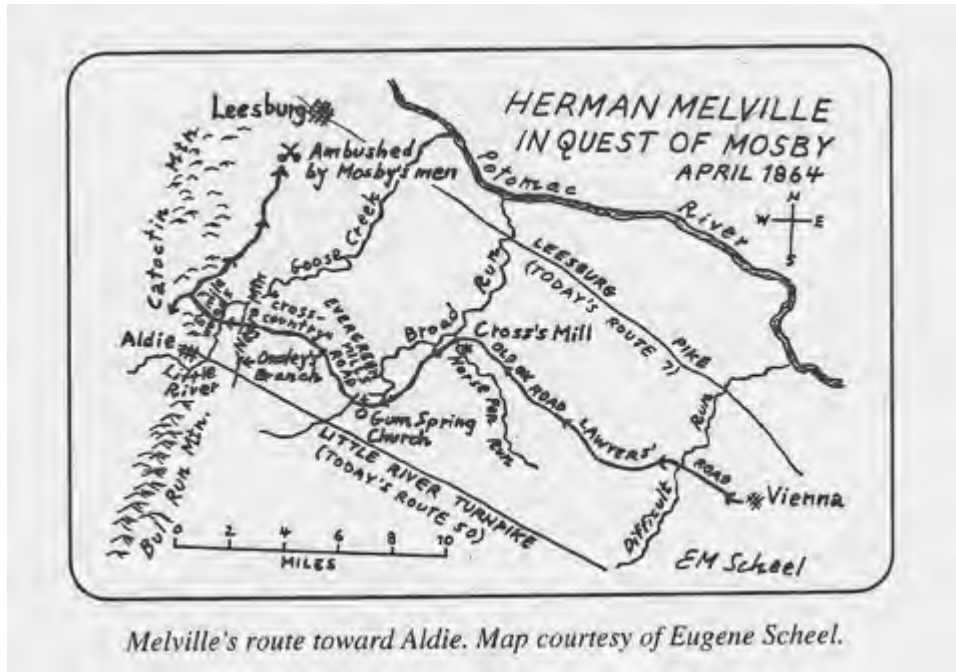 HERMAN MELVILLE
IN QUEST OF MOSBY
APRIL 1864
N
W E
S
Leesburg
Ambushed
by Mosby's men
Potomac
River
Catoctin Mtn.
Goose Creek
LEESBURG PIKE
(TODAY'S ROUTE 7)
Broad Run
Cross's Mill
Horse Pen Run
OLD OX ROAD
LAWYERS' ROAD
Vienna
Difficult Run
cross-
country
EVERGREEN
MILLS
ROAD
Aldie
Little
River
Branch
Gum Spring
Church
LITTLE RIVER TURNPIKE
(TODAY'S ROUTE 50)
Bull Run Mtn.
0 2 4 6 8 10
MILES
EM Scheel
Melville's route toward Aldie. Map courtesy of Eugene Scheel.